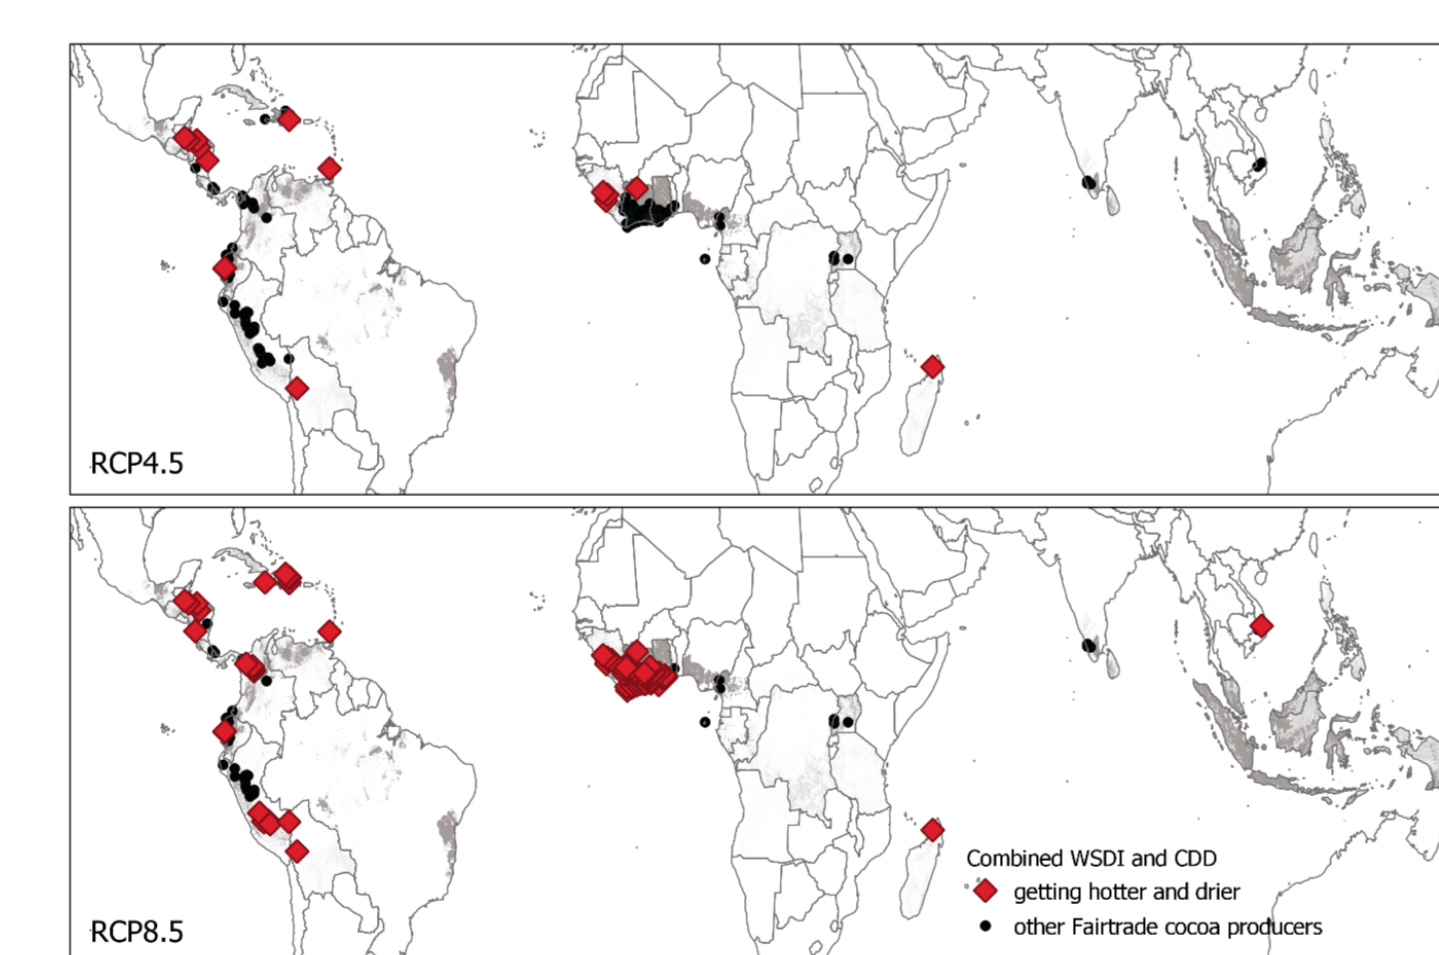 RCP4.5
Combined WSDI and CDD
getting hotter and drier
other Fairtrade cocoa producers
RCP8.5